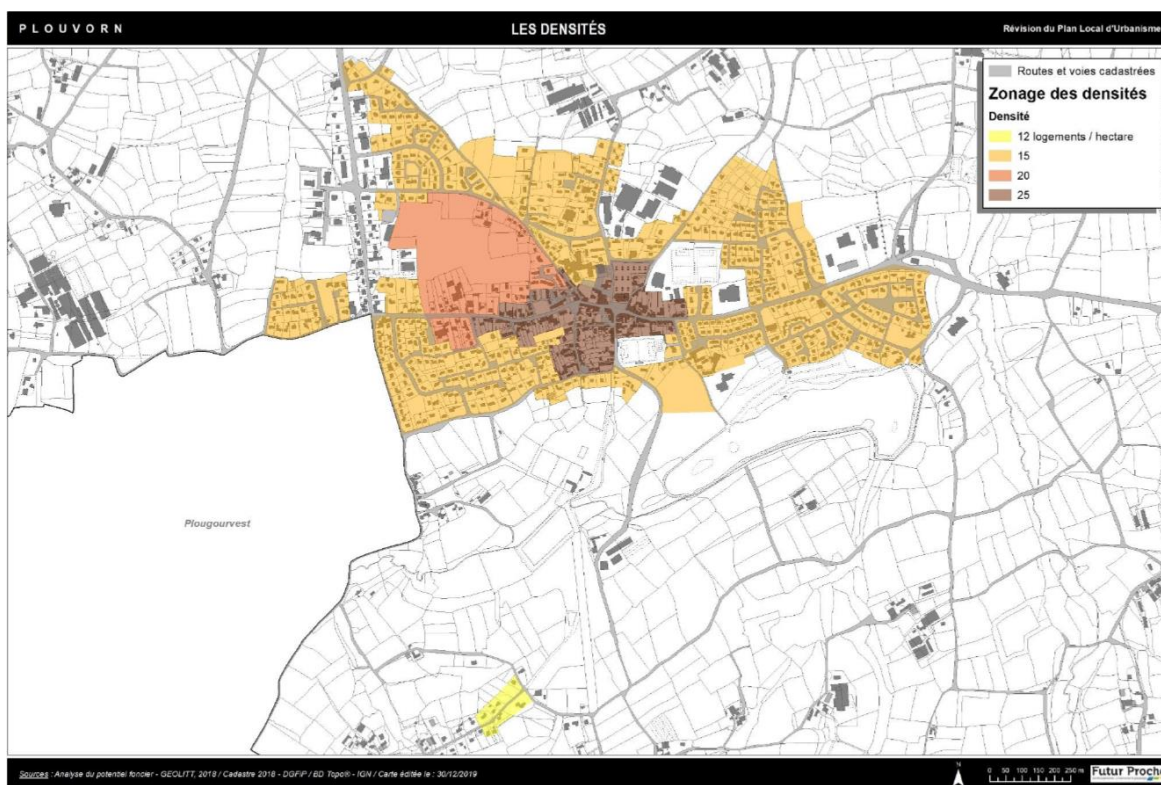 PLOUVORN
LES DENSITÉS
Révision du Plan Local d'Urbanisme
Routes et voies cadastrées
Zonage des densités
Densité
12 logements / hectare
15
20
25
Plougourvest
Sources : Analyse du potentiel foncier - GEOLITT, 2018 / Cadastre 2018 - DGFiP / BD Topo® - IGN / Carte éditée le : 30/12/2019
N
0 50 100 150 200 250 m
Futur Proche